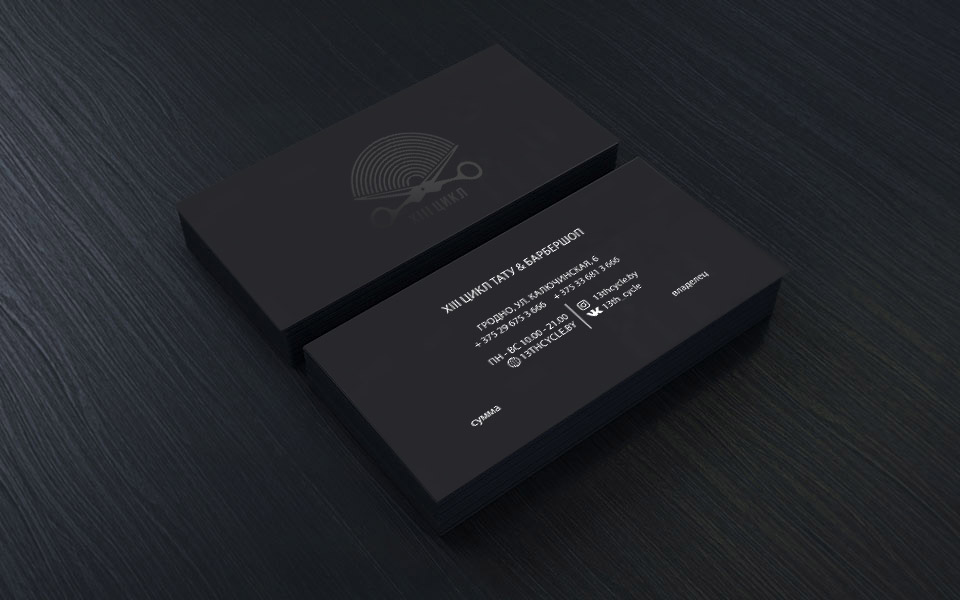 XIII ЦИКЛ
XIII ЦИКЛ ТАТУ & БАРБЕРШОП
ГРОДНО, УЛ. КАЛЮЧИНСКАЯ, 6
+ 375 29 675 3 666 + 375 33 681 3 666
ПН - ВС 10:00 - 21:00
13THCYCLE.BY
13thcycle.by
13th_cycle
сумма
владелец